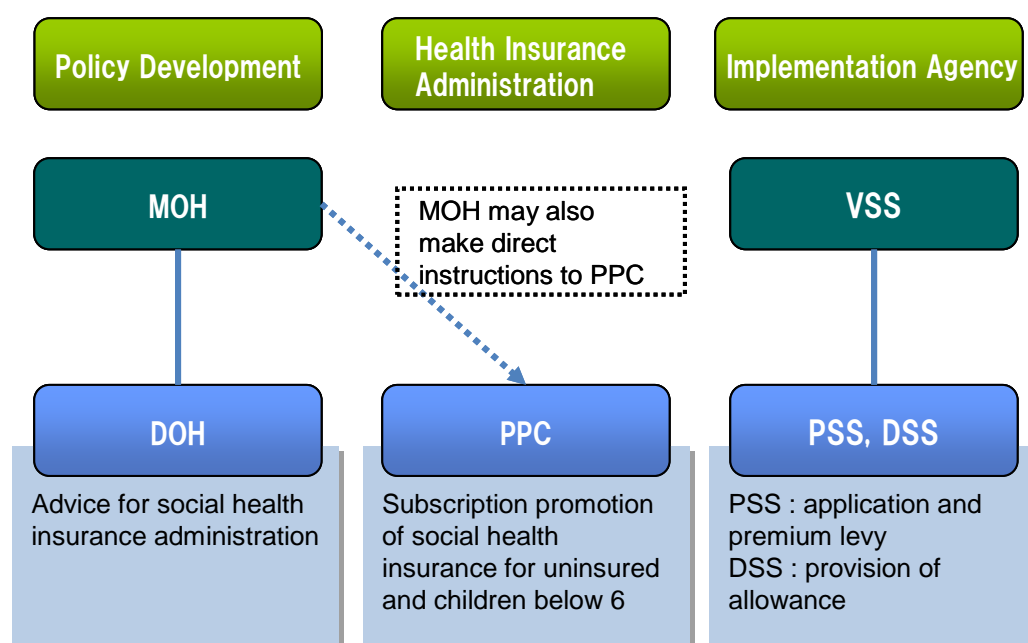 Policy Development
Health Insurance
Administration
Implementation Agency
MOH
MOH may also
make direct
instructions to PPC
VSS
DOH
PPC
PSS, DSS
Advice for social health
insurance administration
Subscription promotion
of social health
insurance for uninsured
and children below 6
PSS : application and
premium levy
DSS : provision of
allowance